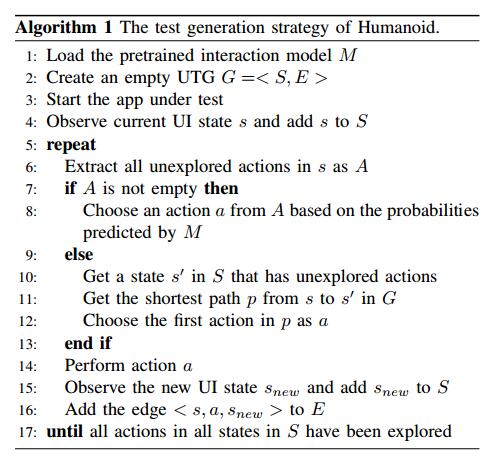 Algorithm 1 The test generation strategy of Humanoid.
1: Load the pretrained interaction model M
2: Create an empty UTG G =< S, E >
3: Start the app under test
4: Observe current UI state s and add s to S
5: repeat
6: Extract all unexplored actions in s as A
7: if A is not empty then
8: Choose an action a from A based on the probabilities
predicted by M
9: else
10: Get a state s′ in S that has unexplored actions
11: Get the shortest path p from s to s′ in G
12: Choose the first action in p as a
13: end if
14: Perform action a
15: Observe the new UI state sₙₑw and add sₙₑw to S
16: Add the edge < s, a, sₙₑw > to E
17: until all actions in all states in S have been explored